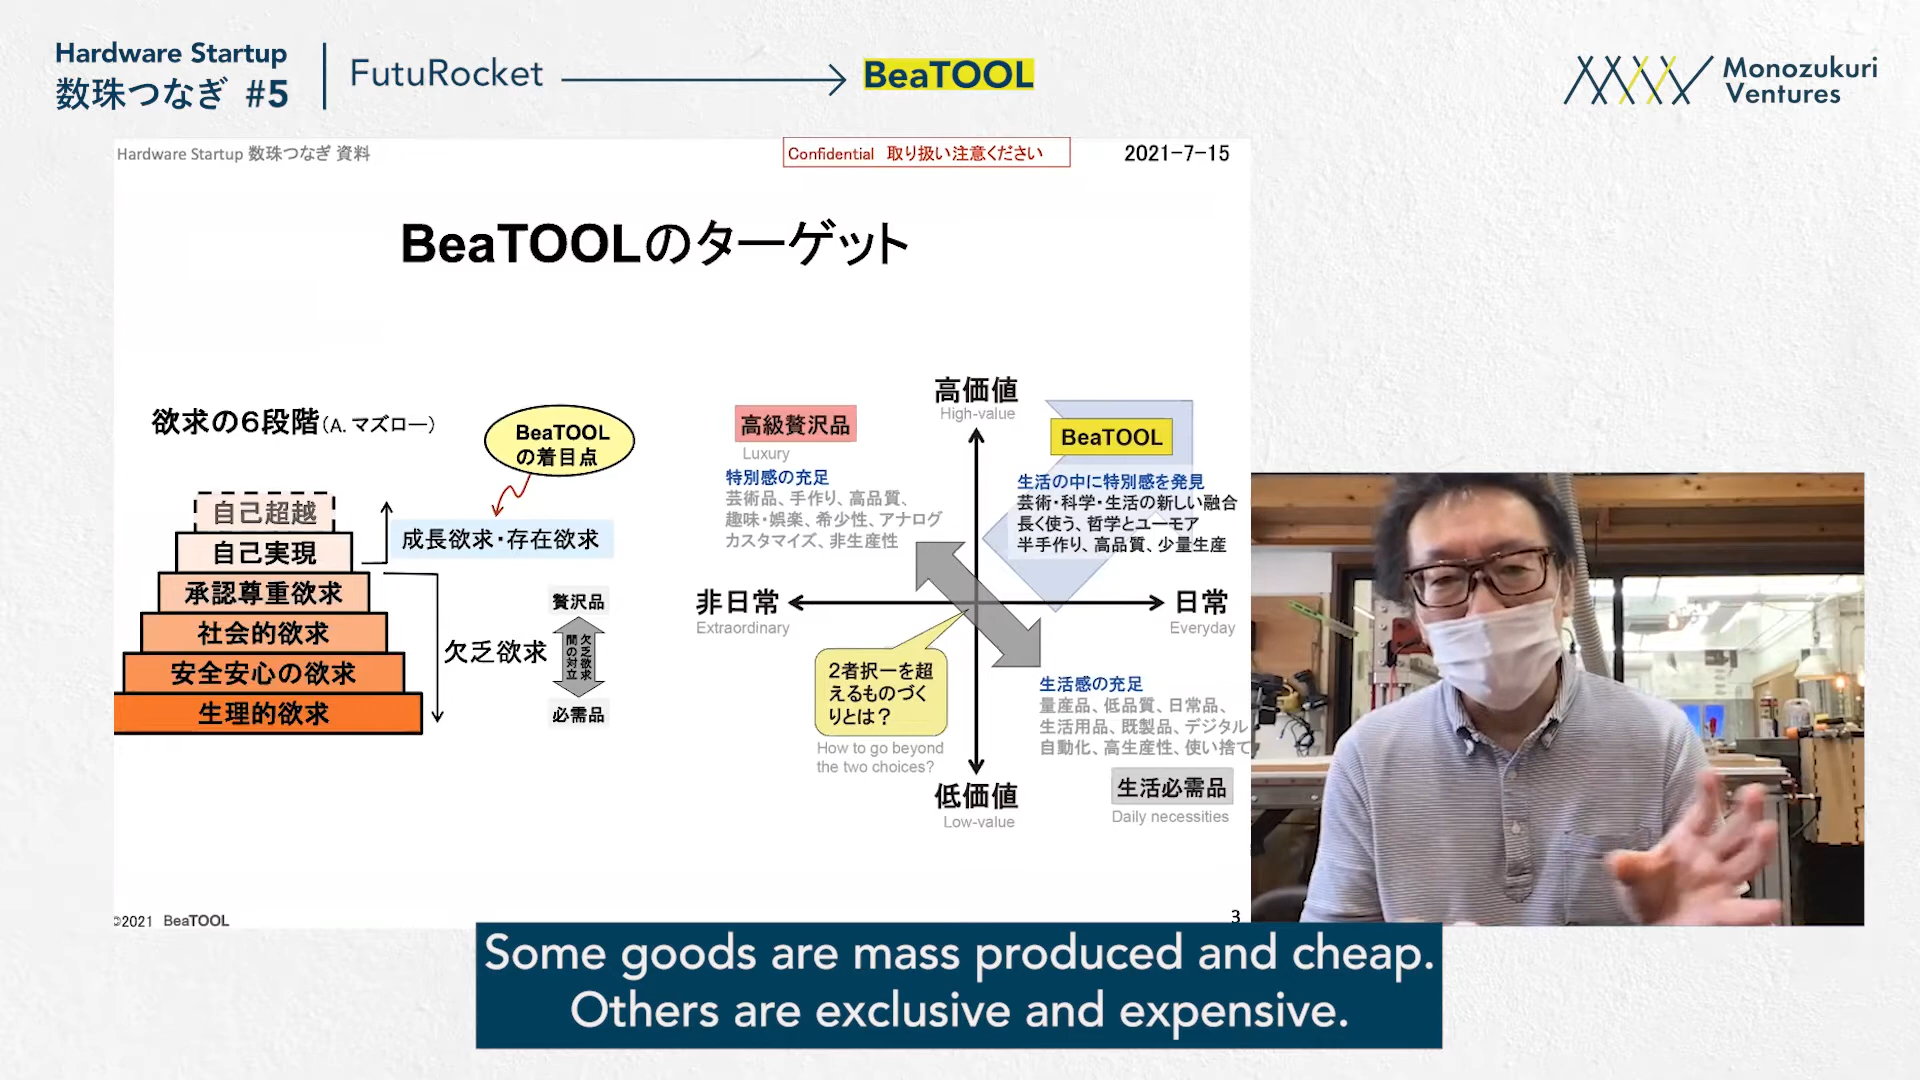 Hardware Startup
数珠つなぎ #5
FutuRocket
BeaTOOL
Monozukuri
Ventures
Hardware Startup 数珠つなぎ 資料
Confidential 取り扱い注意ください
2021-7-15
BeaTOOLのターゲット
欲求の6段階(A. マズロー)
BeaTOOL
の着目点
自己超越
自己実現
承認尊重欲求
社会的欲求
安全安心の欲求
生理的欲求
成長欲求・存在欲求
欠乏欲求
贅沢品
欠乏欲求
間の対立
必需品
高価値
High-value
高級贅沢品
Luxury
特別感の充足
芸術品、手作り、高品質、
趣味・娯楽、希少性、アナログ
カスタマイズ、非生産性
BeaTOOL
生活の中に特別感を発見
芸術・科学・生活の新しい融合
長く使う、哲学とユーモア
半手作り、高品質、少量生産
非日常
Extraordinary
日常
Everyday
2者択一を超
えるものづく
りとは?
How to go beyond
the two choices?
生活感の充足
量産品、低品質、日常品、
生活用品、既製品、デジタル
自動化、高生産性、使い捨て
低価値
Low-value
生活必需品
Daily necessities
©2021 BeaTOOL
3
Some goods are mass produced and cheap.
Others are exclusive and expensive.